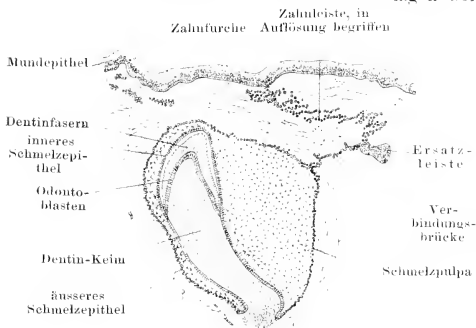 Zahnleiste, in
Zahnfurche Auflösung begriffen
Mundepithel
Dentinfasern
inneres
Schmelzepi-
thel
Odonto-
blasten
Dentin-Keim
äusseres
Schmelzepithel
Ersatz-
leiste
Ver-
bindungs-
brücke
Schmelzpulpa